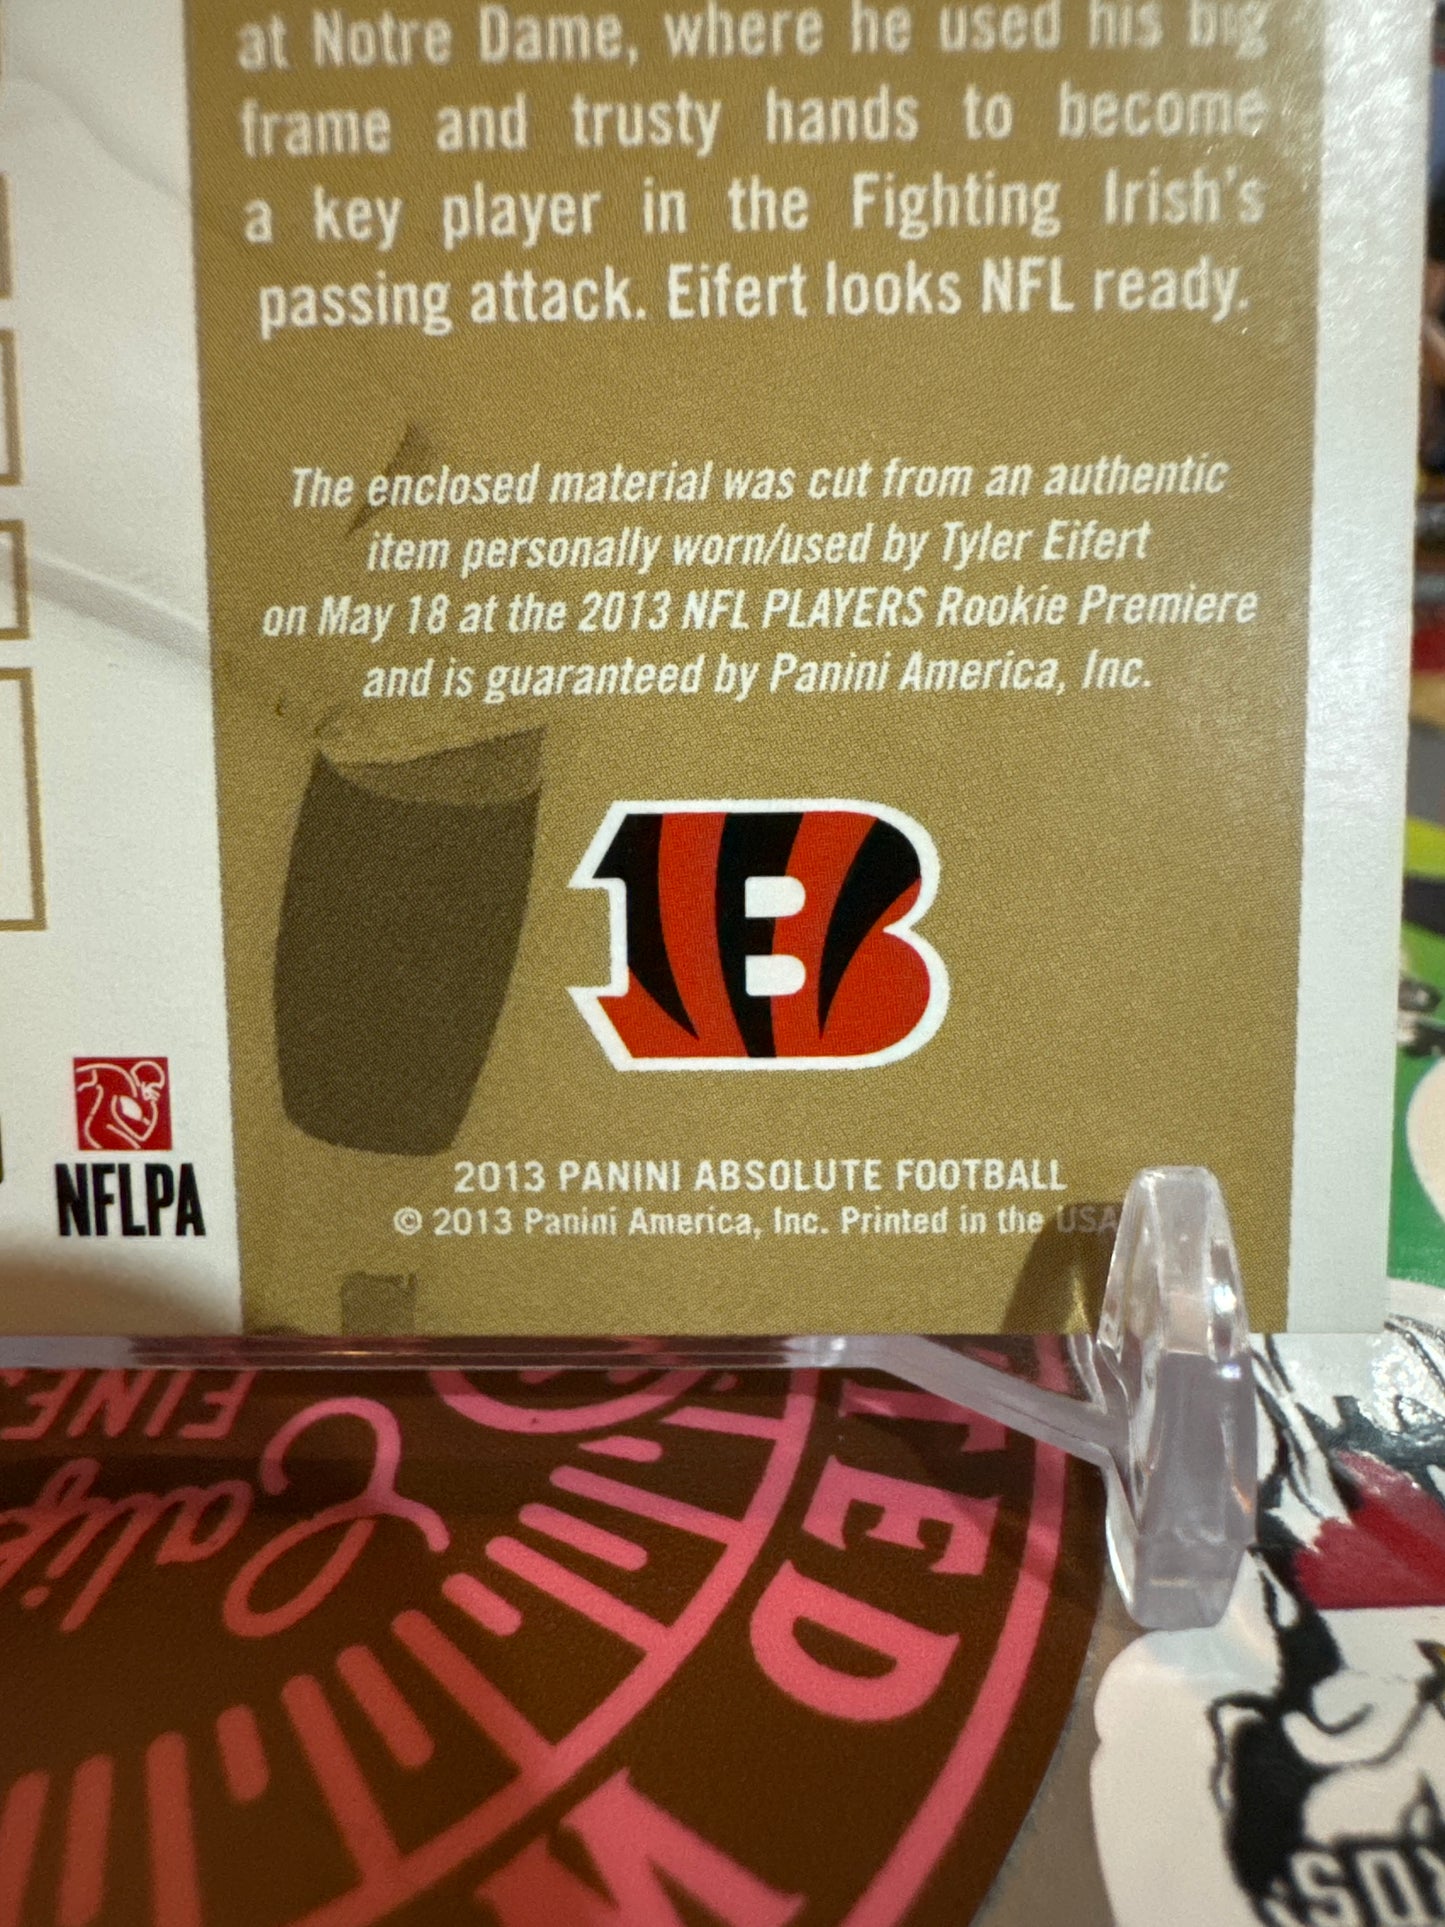 at Notre Dame, where he used his big
frame and trusty hands to become
a key player in the Fighting Irish's
passing attack. Eifert looks NFL ready.
The enclosed material was cut from an authentic
item personally worn/used by Tyler Eifert
on May 18 at the 2013 NFL PLAYERS Rookie Premiere
and is guaranteed by Panini America, Inc.
B
NFLPA
2013 PANINI ABSOLUTE FOOTBALL
© 2013 Panini America, Inc. Printed in the USA